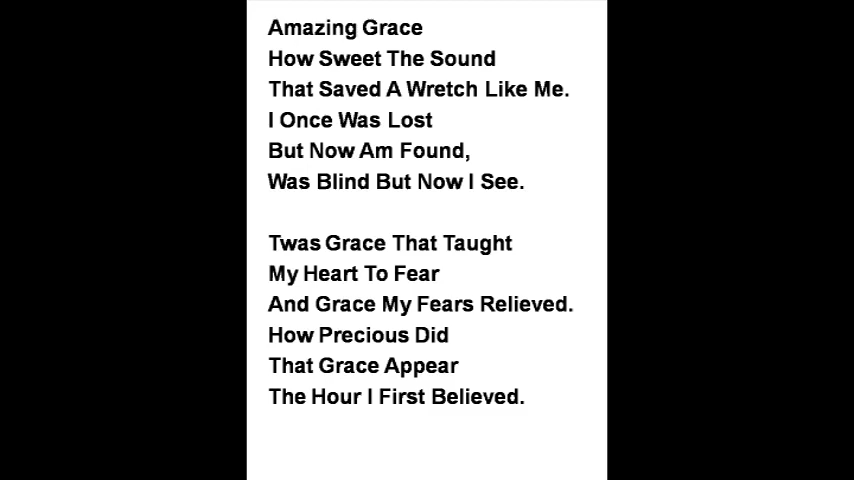 Amazing Grace
How Sweet The Sound
That Saved A Wretch Like Me.
I Once Was Lost
But Now Am Found,
Was Blind But Now I See.

Twas Grace That Taught
My Heart To Fear
And Grace My Fears Relieved.
How Precious Did
That Grace Appear
The Hour I First Believed.